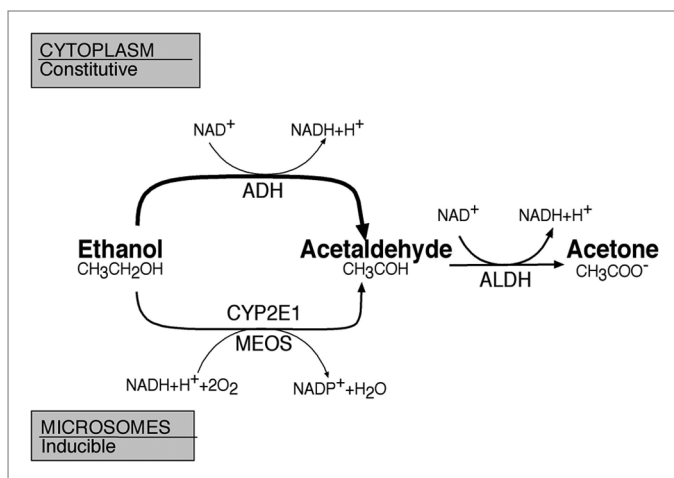 CYTOPLASM
Constitutive
NAD+
NADH+H+
ADH
NAD+
NADH+H+
Ethanol
CH3CH2OH
Acetaldehyde
CH3COH
Acetone
CH3COO-
ALDH
CYP2E1
MEOS
NADH+H++2O2
NADP++H2O
MICROSOMES
Inducible